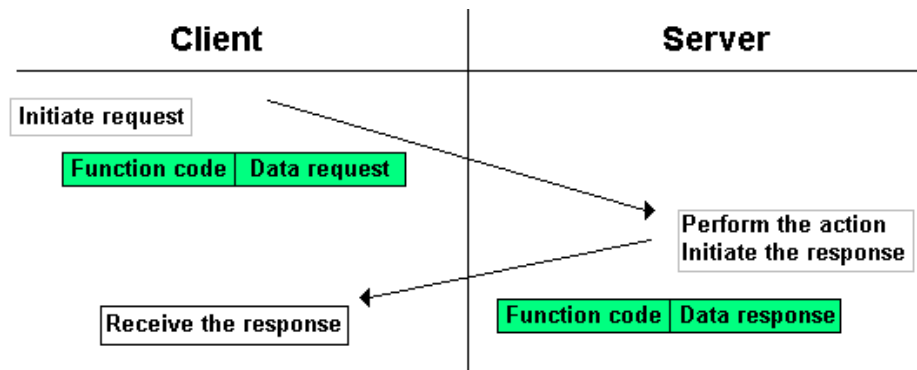 Client
Server
Initiate request
Function code Data request
Perform the action
Initiate the response
Function code Data response
Receive the response